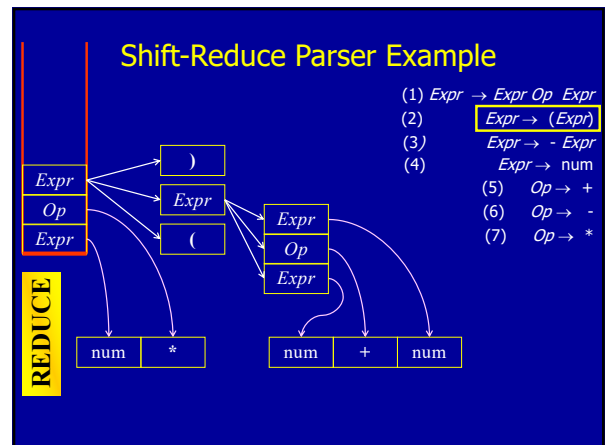 Shift-Reduce Parser Example
(1) Expr → Expr Op Expr
(2) Expr → (Expr)
(3) Expr → - Expr
(4) Expr → num
(5) Op → +
(6) Op → -
(7) Op → *
)
Expr
Expr
(
Op
Expr
Expr
Op
Expr
REDUCE
num *
num + num